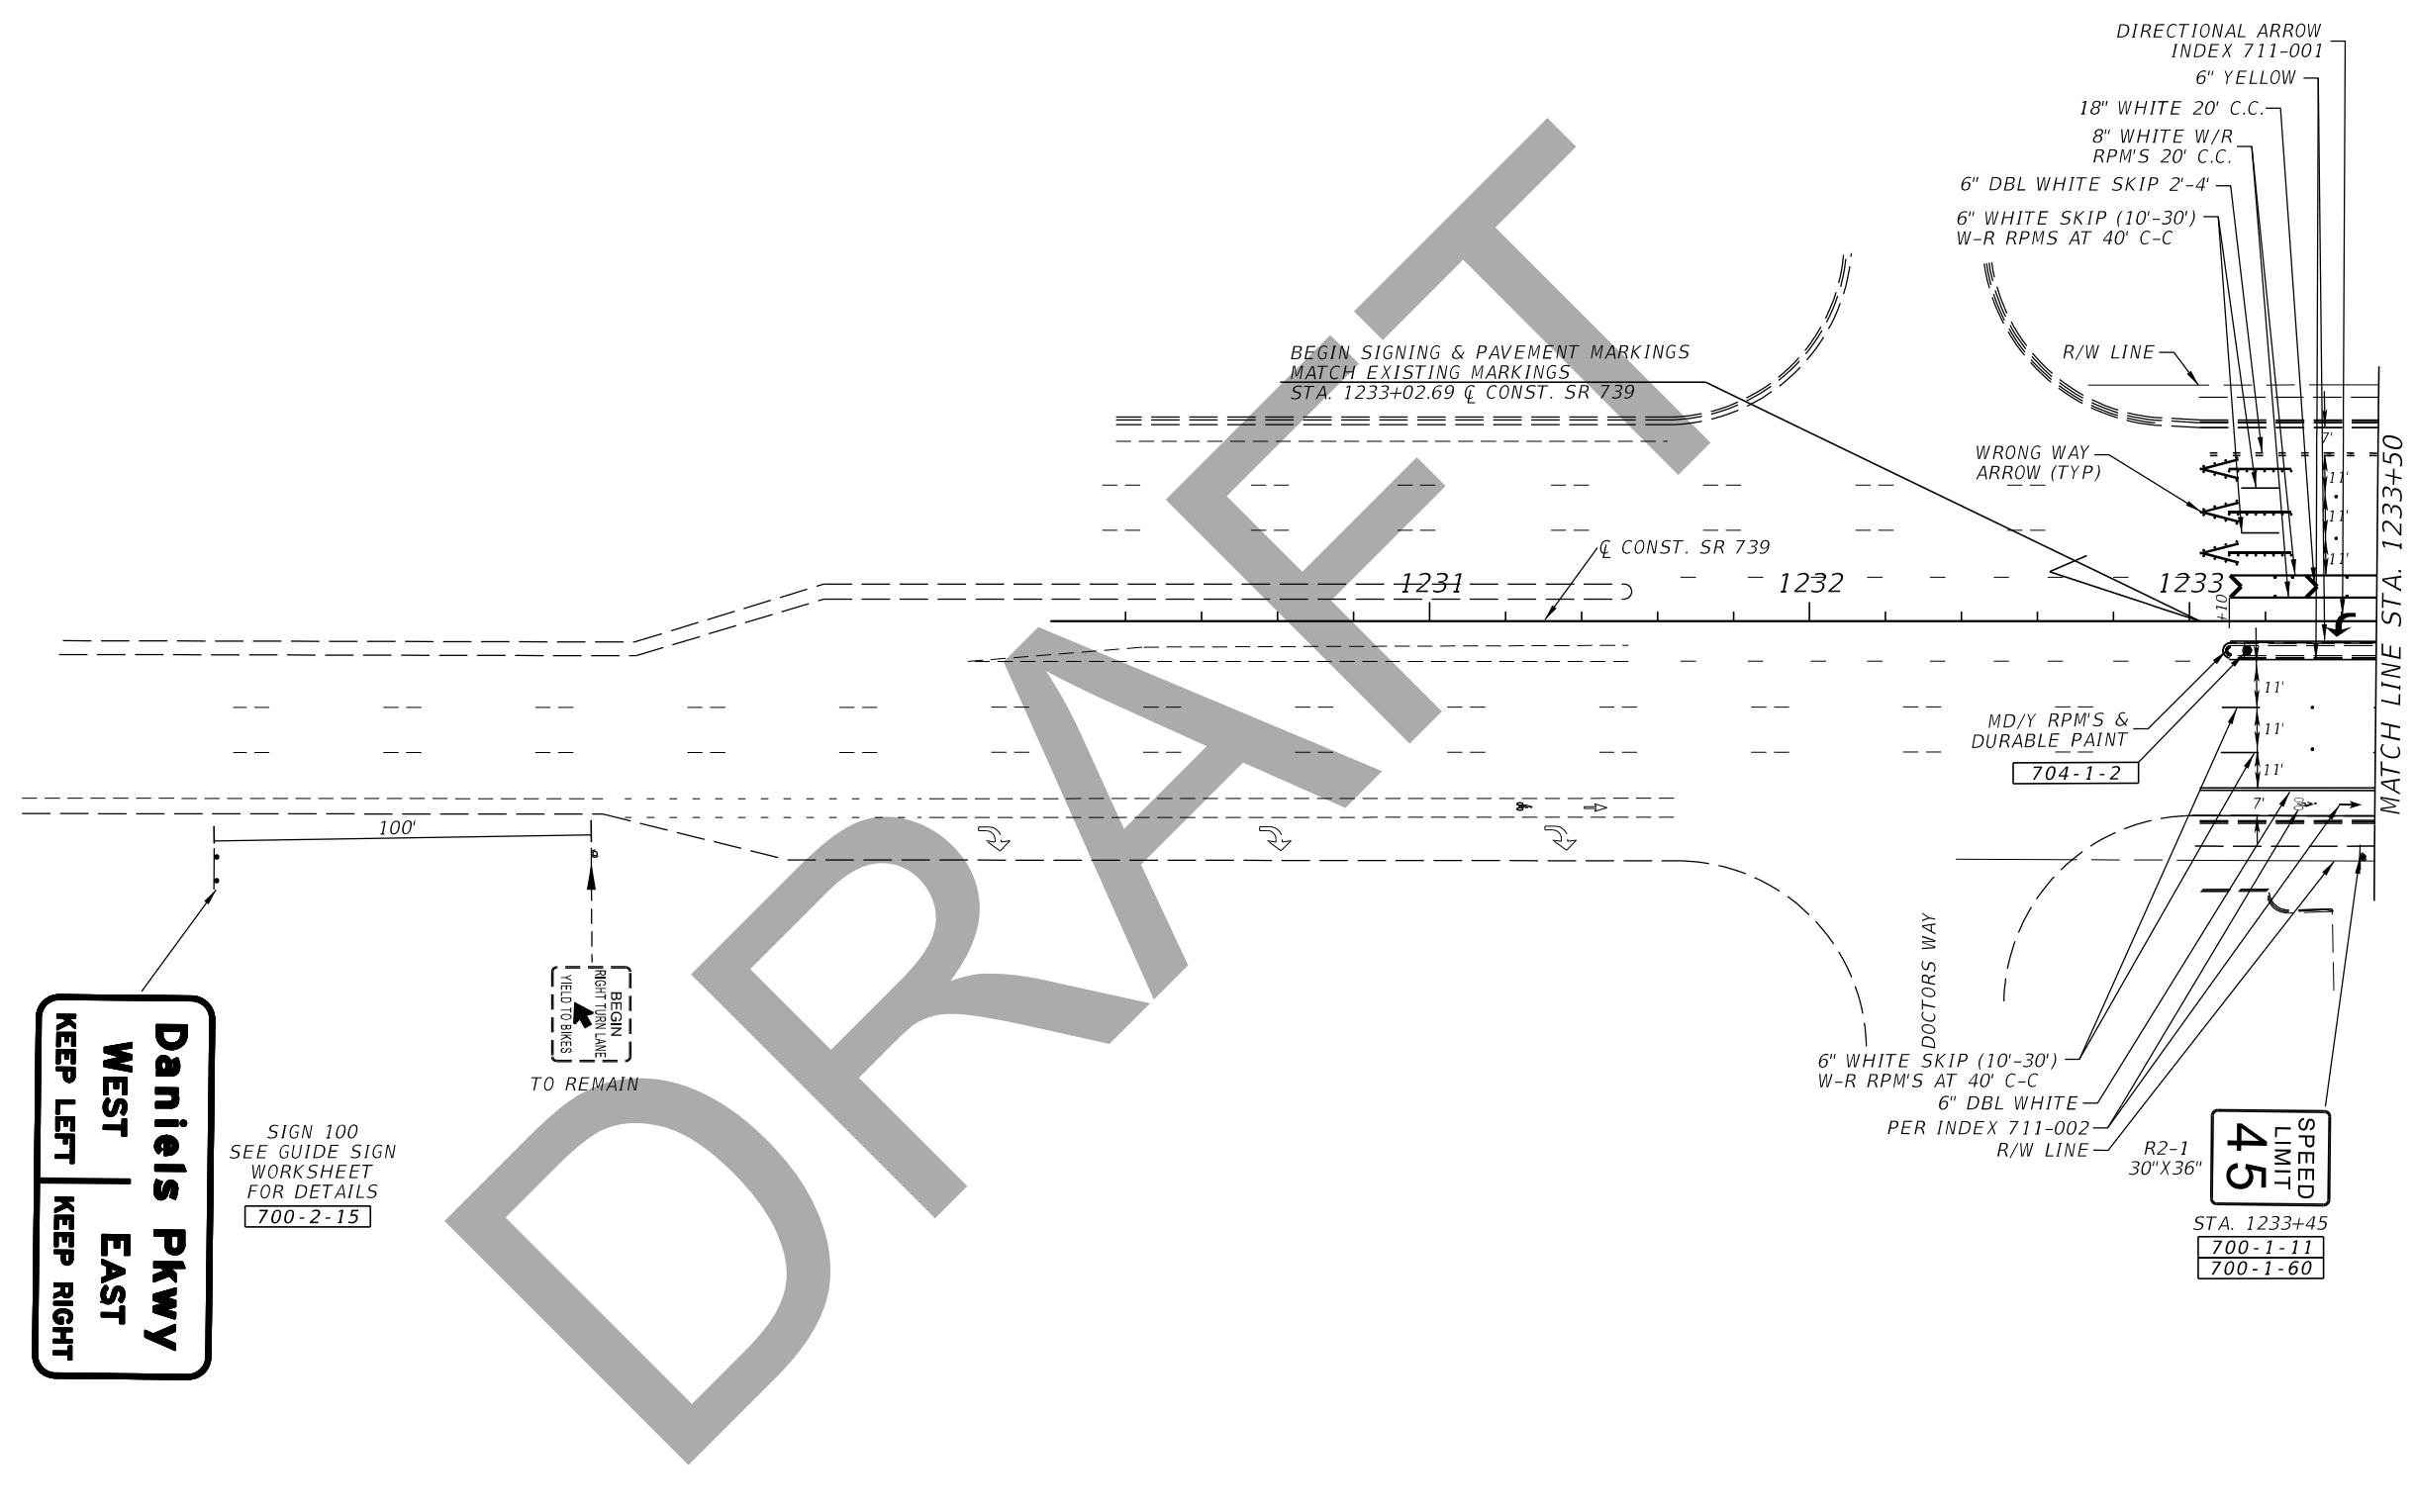 DIRECTIONAL ARROW
INDEX 711-001
6" YELLOW
18" WHITE 20' C.C.
8" WHITE W/R
RPM'S 20' C.C.
6" DBL WHITE SKIP 2'-4'
6" WHITE SKIP (10'-30')
W-R RPMS AT 40' C-C
R/W LINE
BEGIN SIGNING & PAVEMENT MARKINGS
MATCH EXISTING MARKINGS
STA. 1233+02.69 ℄ CONST. SR 739
WRONG WAY
ARROW (TYP)
℄ CONST. SR 739
1231
1232
1233
+10
7'
11'
11'
11'
MATCH LINE STA. 1233+50
11'
11'
11'
7'
MD/Y RPM'S &
DURABLE PAINT
704-1-2
100'
DOCTORS WAY
BEGIN
RIGHT TURN LANE
YIELD TO BIKES
TO REMAIN
Daniels Pkwy
WEST EAST
KEEP LEFT KEEP RIGHT
SIGN 100
SEE GUIDE SIGN
WORKSHEET
FOR DETAILS
700-2-15
6" WHITE SKIP (10'-30')
W-R RPM'S AT 40' C-C
6" DBL WHITE
PER INDEX 711-002
R/W LINE
R2-1
30"X36"
SPEED
LIMIT
45
STA. 1233+45
700-1-11
700-1-60
DRAFT